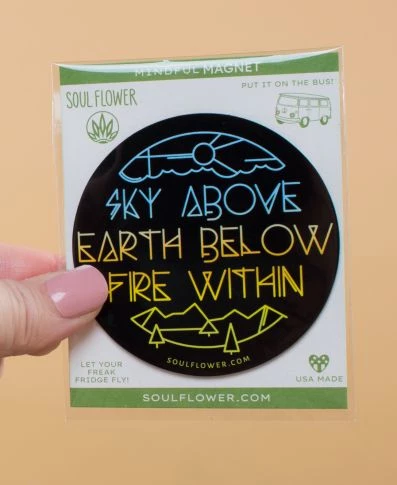 MINDFUL MAGNET
SOUL FLOWER
PUT IT ON THE BUS!
SKY ABOVE
EARTH BELOW
FIRE WITHIN
SOULFLOWER.COM
LET YOUR
FREAK
FRIDGE FLY!
USA MADE
SOULFLOWER.COM